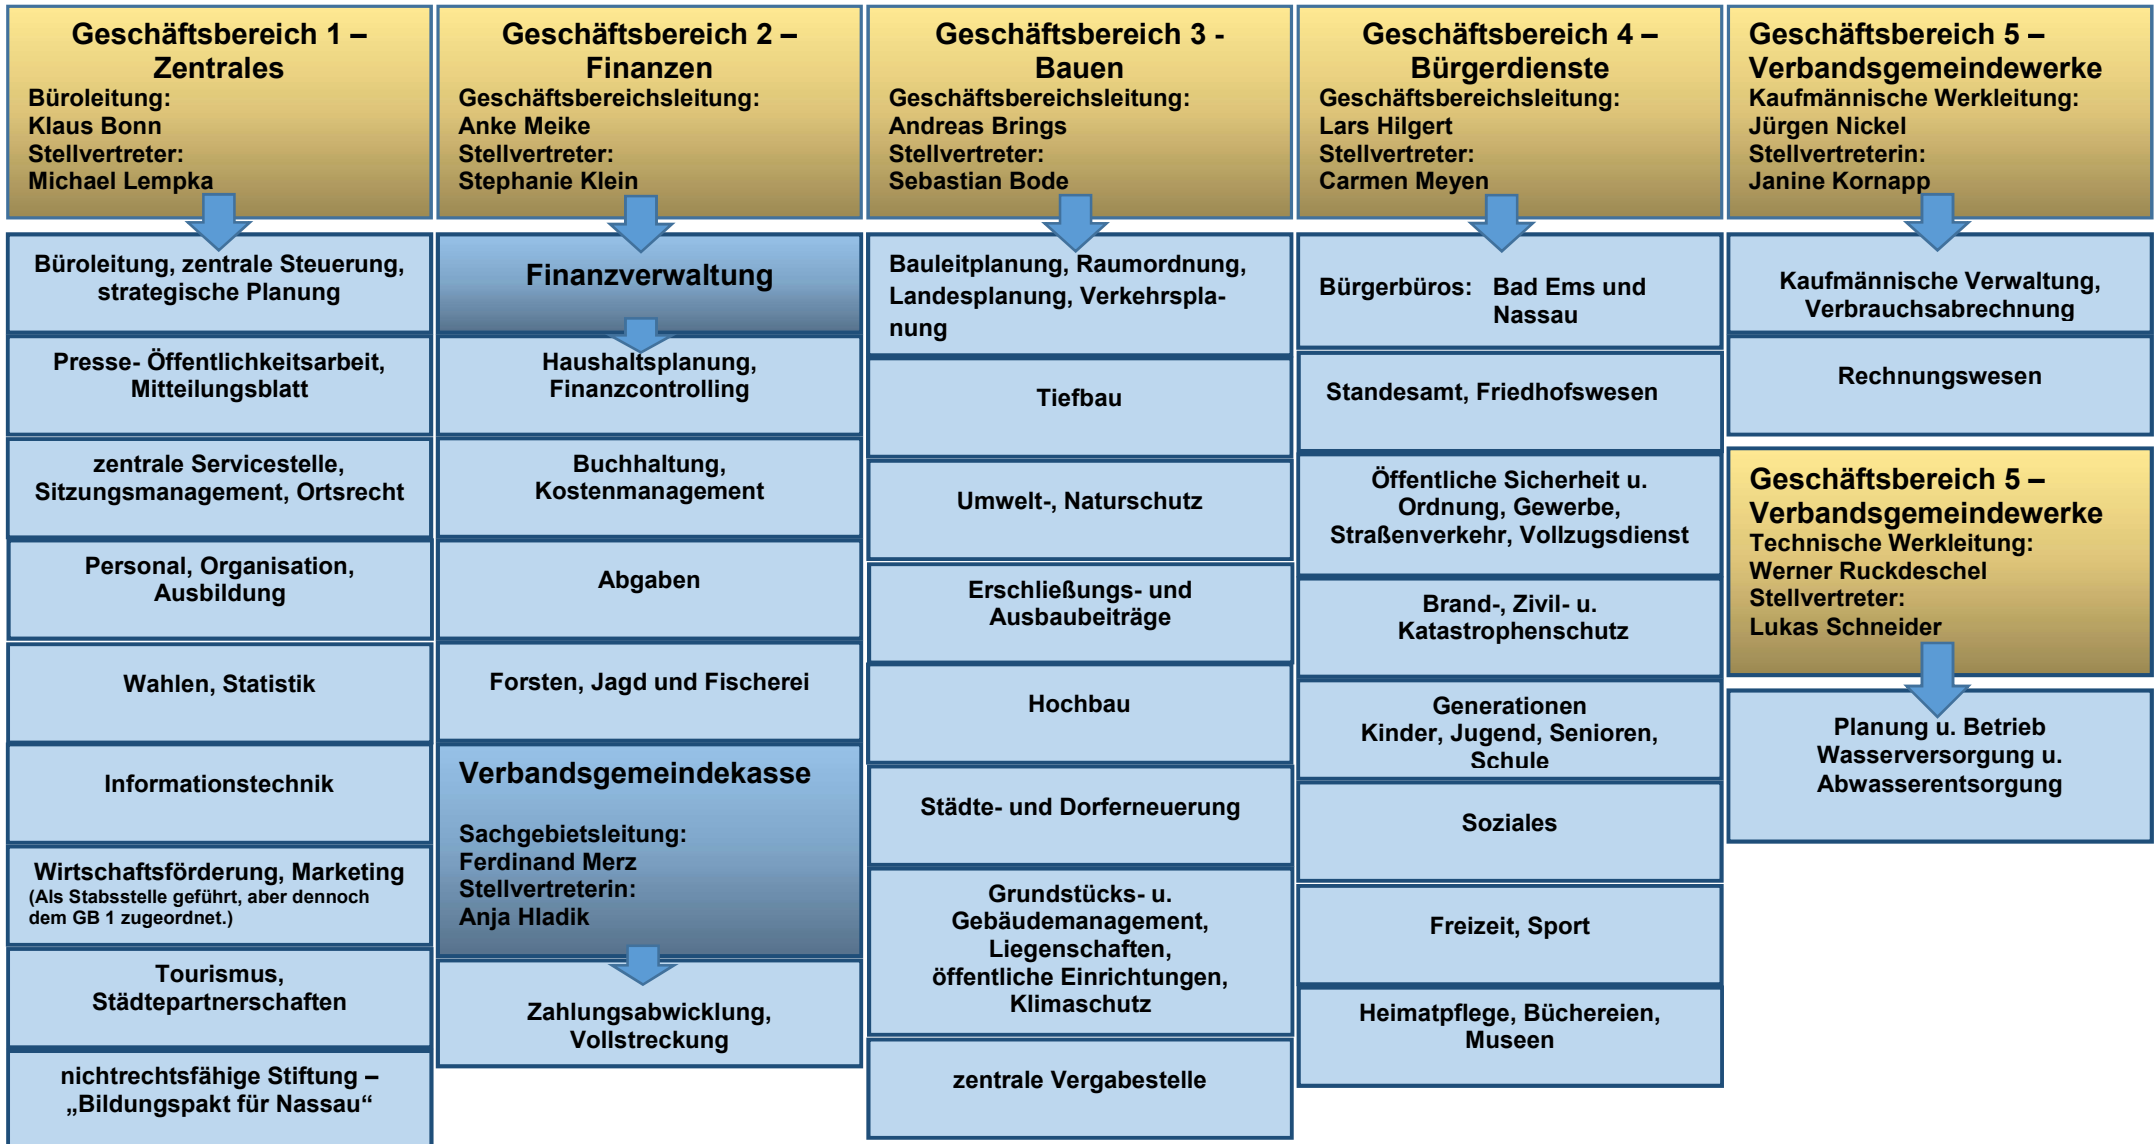 Geschäftsbereich 1 –
Zentrales
Büroleitung:
Klaus Bonn
Stellvertreter:
Michael Lempka
Büroleitung, zentrale Steuerung,
strategische Planung
Presse- Öffentlichkeitsarbeit,
Mitteilungsblatt
zentrale Servicestelle,
Sitzungsmanagement, Ortsrecht
Personal, Organisation,
Ausbildung
Wahlen, Statistik
Informationstechnik
Wirtschaftsförderung, Marketing
(Als Stabsstelle geführt, aber dennoch
dem GB 1 zugeordnet.)
Tourismus,
Städtepartnerschaften
nichtrechtsfähige Stiftung –
„Bildungspakt für Nassau“
Geschäftsbereich 2 –
Finanzen
Geschäftsbereichsleitung:
Anke Meike
Stellvertreter:
Stephanie Klein
Finanzverwaltung
Haushaltsplanung,
Finanzcontrolling
Buchhaltung,
Kostenmanagement
Abgaben
Forsten, Jagd und Fischerei
Verbandsgemeindekasse
Sachgebietsleitung:
Ferdinand Merz
Stellvertreterin:
Anja Hladik
Zahlungsabwicklung,
Vollstreckung
Geschäftsbereich 3 -
Bauen
Geschäftsbereichsleitung:
Andreas Brings
Stellvertreter:
Sebastian Bode
Bauleitplanung, Raumordnung,
Landesplanung, Verkehrspla-
nung
Tiefbau
Umwelt-, Naturschutz
Erschließungs- und
Ausbaubeiträge
Hochbau
Städte- und Dorferneuerung
Grundstücks- u.
Gebäudemanagement,
Liegenschaften,
öffentliche Einrichtungen,
Klimaschutz
zentrale Vergabestelle
Geschäftsbereich 4 –
Bürgerdienste
Geschäftsbereichsleitung:
Lars Hilgert
Stellvertreter:
Carmen Meyen
Bürgerbüros: Bad Ems und
Nassau
Standesamt, Friedhofswesen
Öffentliche Sicherheit u.
Ordnung, Gewerbe,
Straßenverkehr, Vollzugsdienst
Brand-, Zivil- u.
Katastrophenschutz
Generationen
Kinder, Jugend, Senioren,
Schule
Soziales
Freizeit, Sport
Heimatpflege, Büchereien,
Museen
Geschäftsbereich 5 –
Verbandsgemeindewerke
Kaufmännische Werkleitung:
Jürgen Nickel
Stellvertreterin:
Janine Kornapp
Kaufmännische Verwaltung,
Verbrauchsabrechnung
Rechnungswesen
Geschäftsbereich 5 –
Verbandsgemeindewerke
Technische Werkleitung:
Werner Ruckdeschel
Stellvertreter:
Lukas Schneider
Planung u. Betrieb
Wasserversorgung u.
Abwasserentsorgung